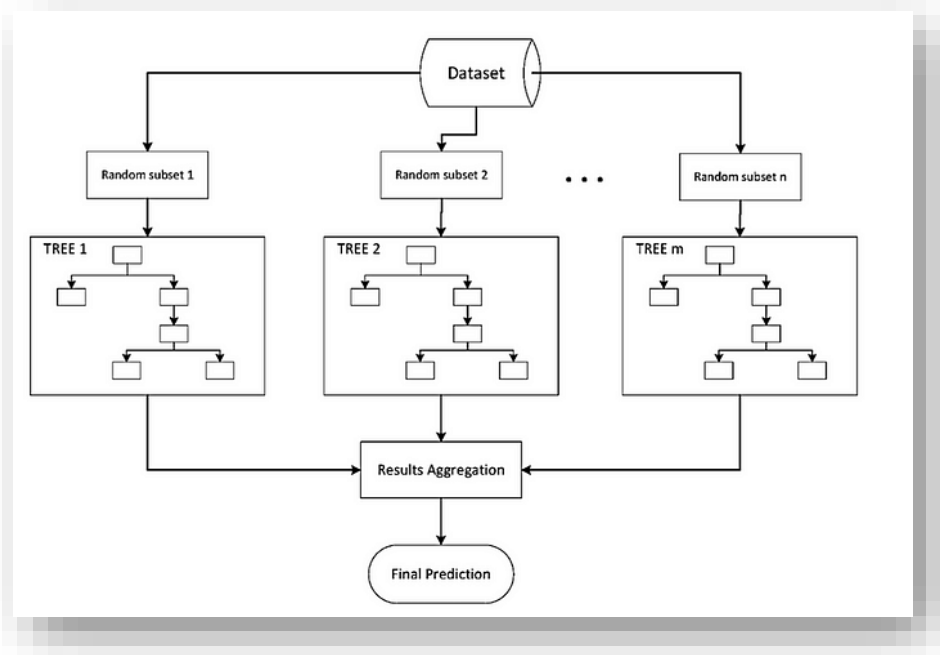 Dataset
Random subset 1
Random subset 2
• • •
Random subset n
TREE 1
TREE 2
TREE m
Results Aggregation
Final Prediction